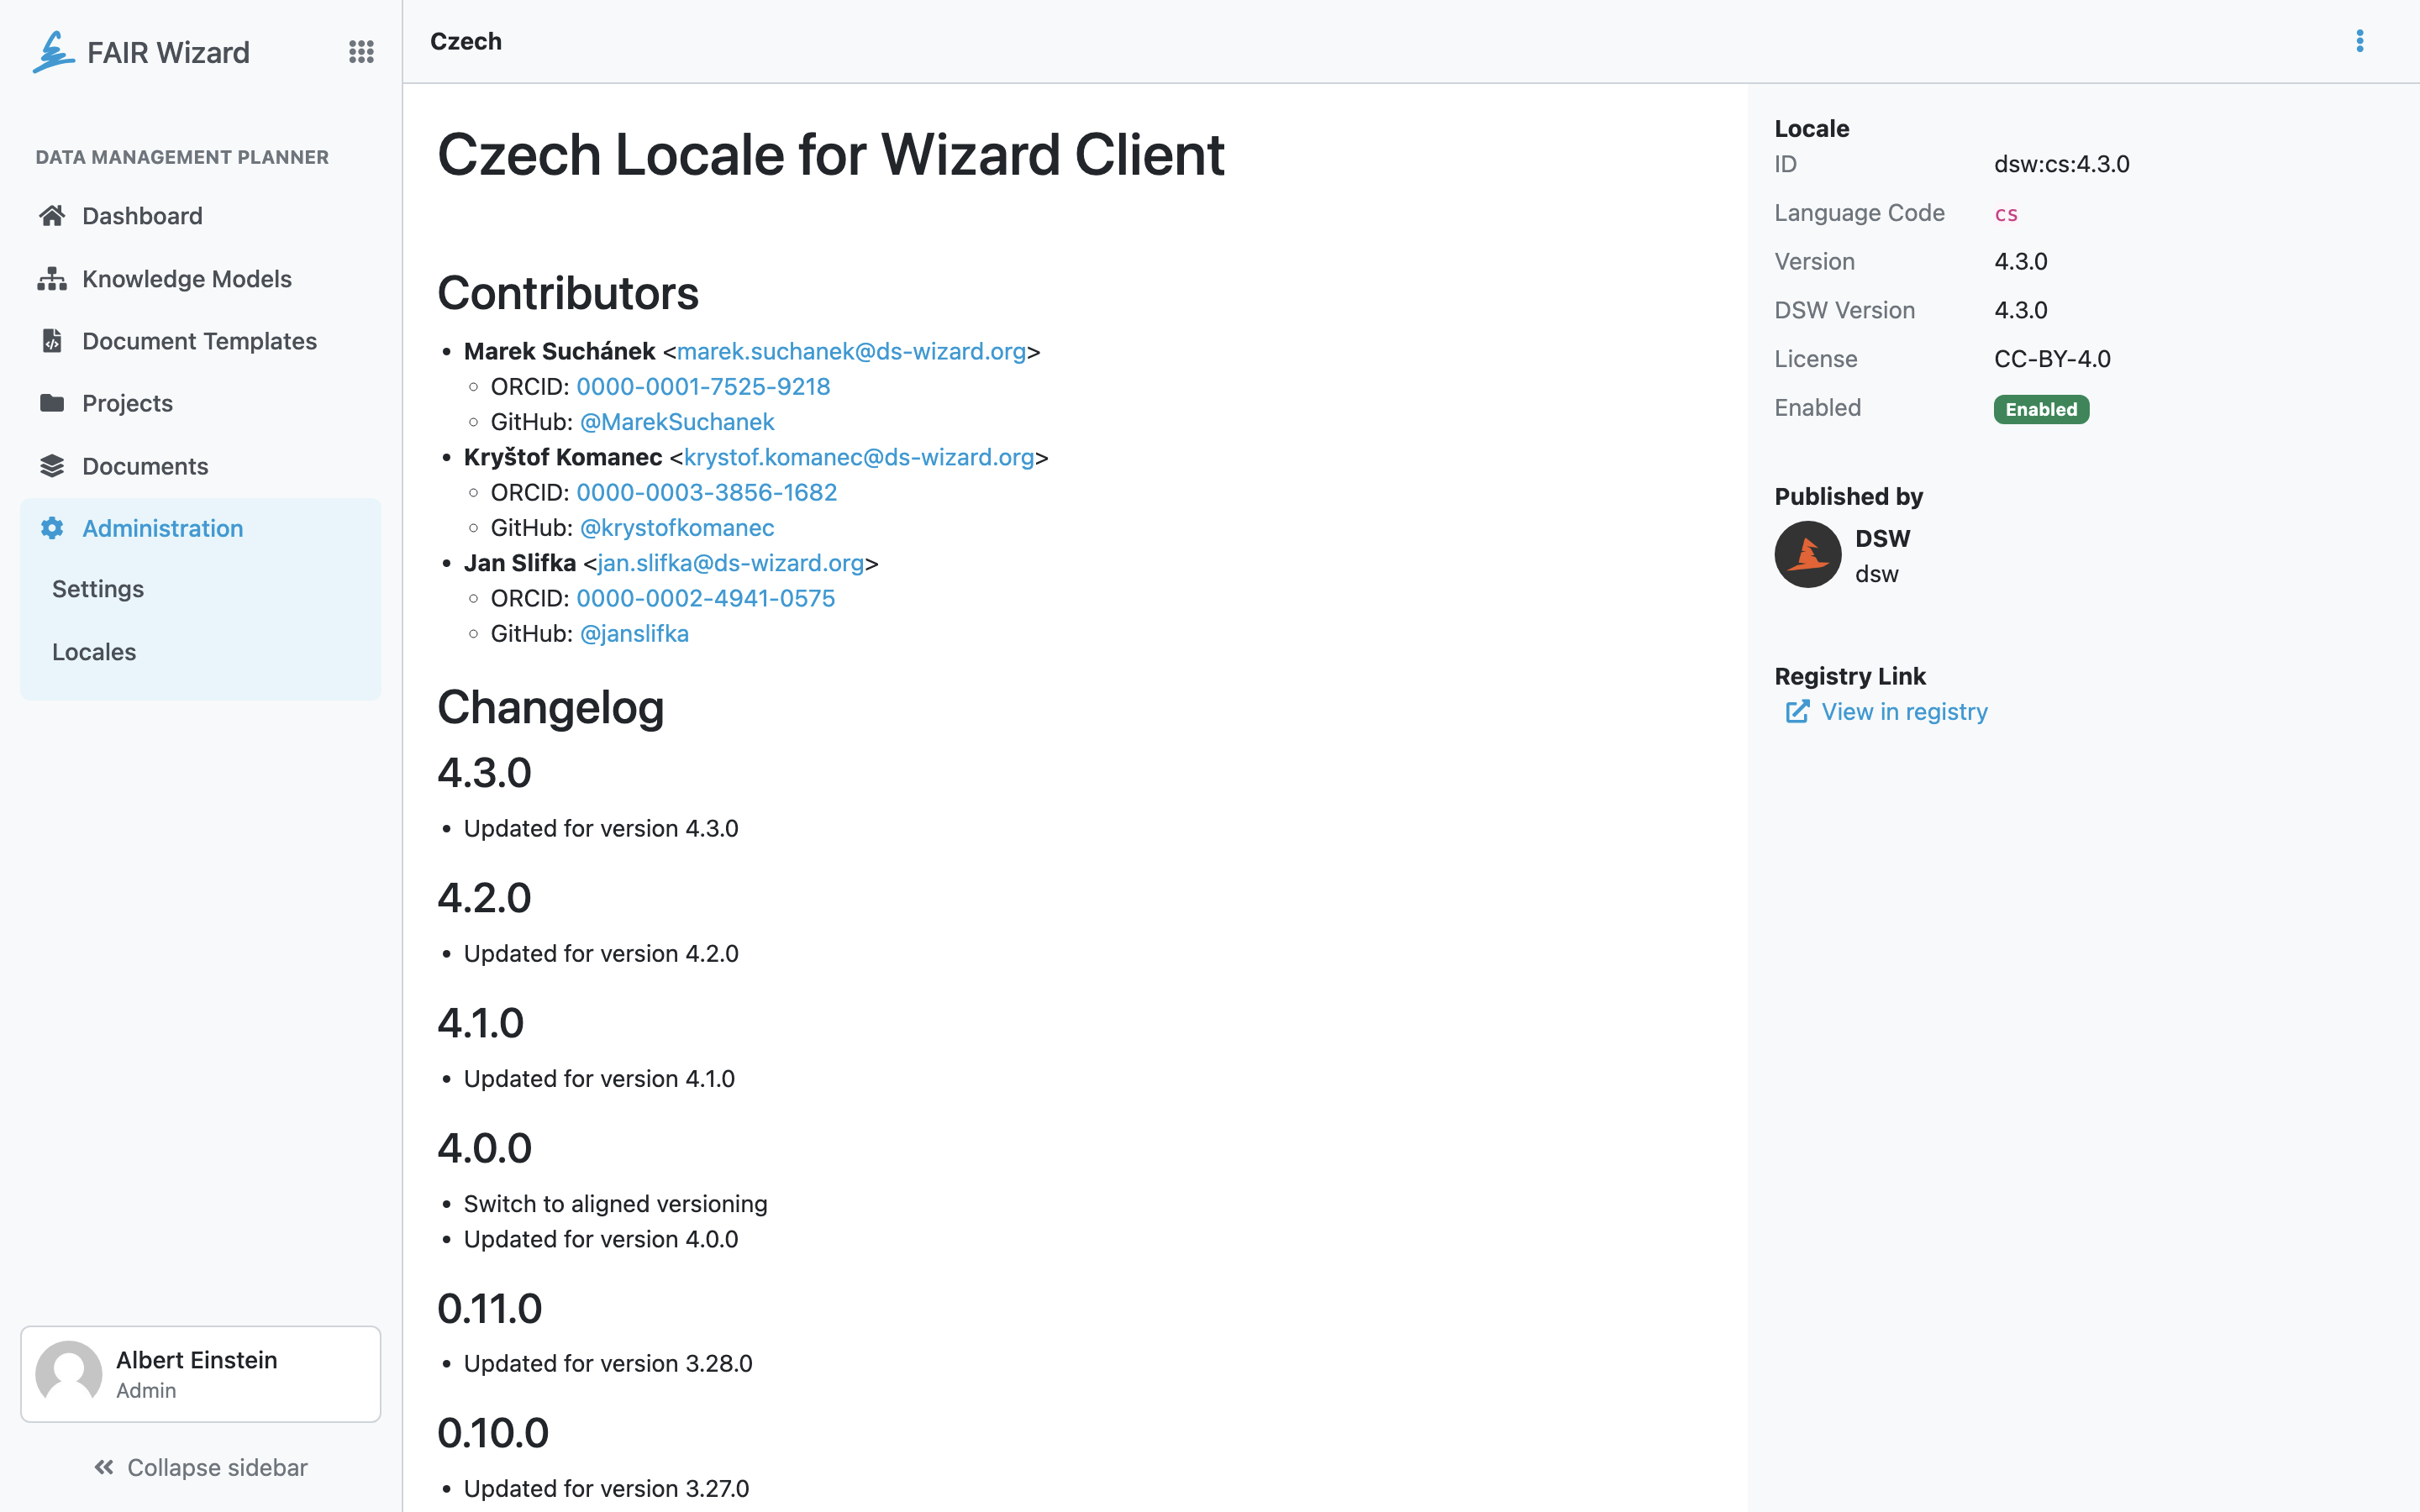 FAIR Wizard
DATA MANAGEMENT PLANNER
Dashboard
Knowledge Models
Document Templates
Projects
Documents
Administration
Settings
Locales
Albert Einstein
Admin
Collapse sidebar
Czech
Czech Locale for Wizard Client
Contributors
• Marek Suchánek <marek.suchanek@ds-wizard.org>
◦ ORCID: 0000-0001-7525-9218
◦ GitHub: @MarekSuchanek
• Kryštof Komanec <krystof.komanec@ds-wizard.org>
◦ ORCID: 0000-0003-3856-1682
◦ GitHub: @krystofkomanec
• Jan Slifka <jan.slifka@ds-wizard.org>
◦ ORCID: 0000-0002-4941-0575
◦ GitHub: @janslifka
Changelog
4.3.0
• Updated for version 4.3.0
4.2.0
• Updated for version 4.2.0
4.1.0
• Updated for version 4.1.0
4.0.0
• Switch to aligned versioning
• Updated for version 4.0.0
0.11.0
• Updated for version 3.28.0
0.10.0
• Updated for version 3.27.0
Locale
ID dsw:cs:4.3.0
Language Code cs
Version 4.3.0
DSW Version 4.3.0
License CC-BY-4.0
Enabled Enabled
Published by
DSW
dsw
Registry Link
View in registry